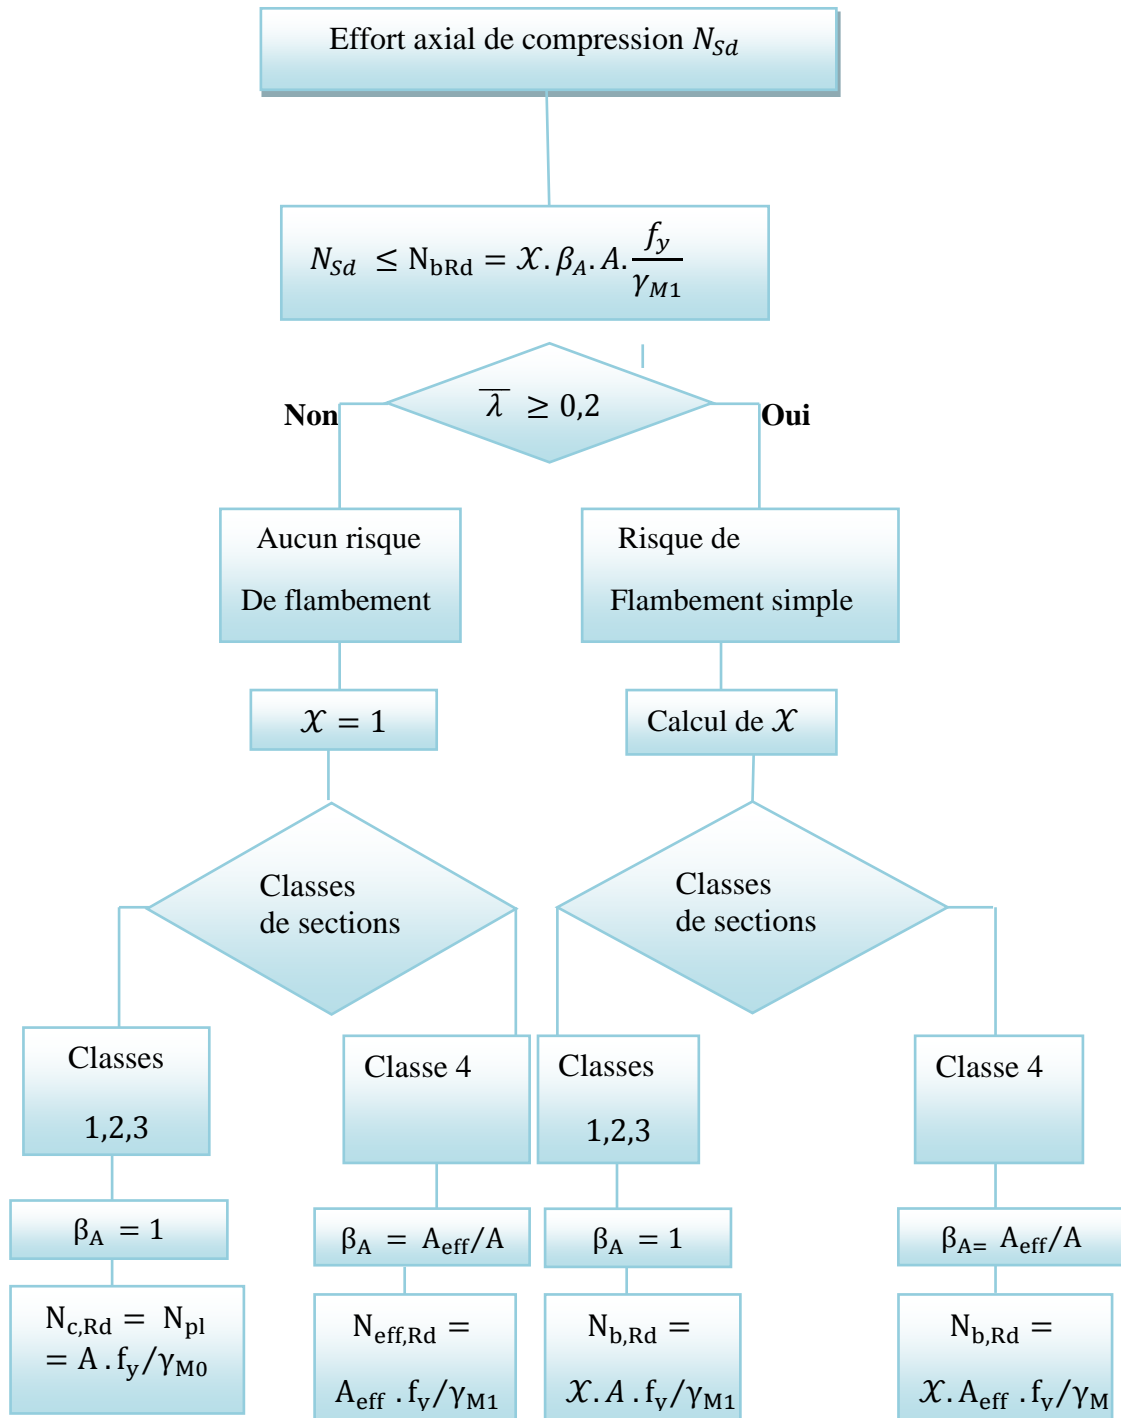 Effort axial de compression N_Sd
N_Sd ≤ N_bRd = 𝒳. β_A. A. f_y/γ_M1
λ̅ ≥ 0,2
Non
Oui
Aucun risque
De flambement
Risque de
Flambement simple
𝒳 = 1
Calcul de 𝒳
Classes
de sections
Classes
de sections
Classes
1,2,3
Classe 4
Classes
1,2,3
Classe 4
β_A = 1
β_A = A_eff/A
β_A = 1
β_A= A_eff/A
N_c,Rd = N_pl
= A . f_y/γ_M0
N_eff,Rd =
A_eff . f_y/γ_M1
N_b,Rd =
𝒳. A . f_y/γ_M1
N_b,Rd =
𝒳. A_eff . f_y/γ_M